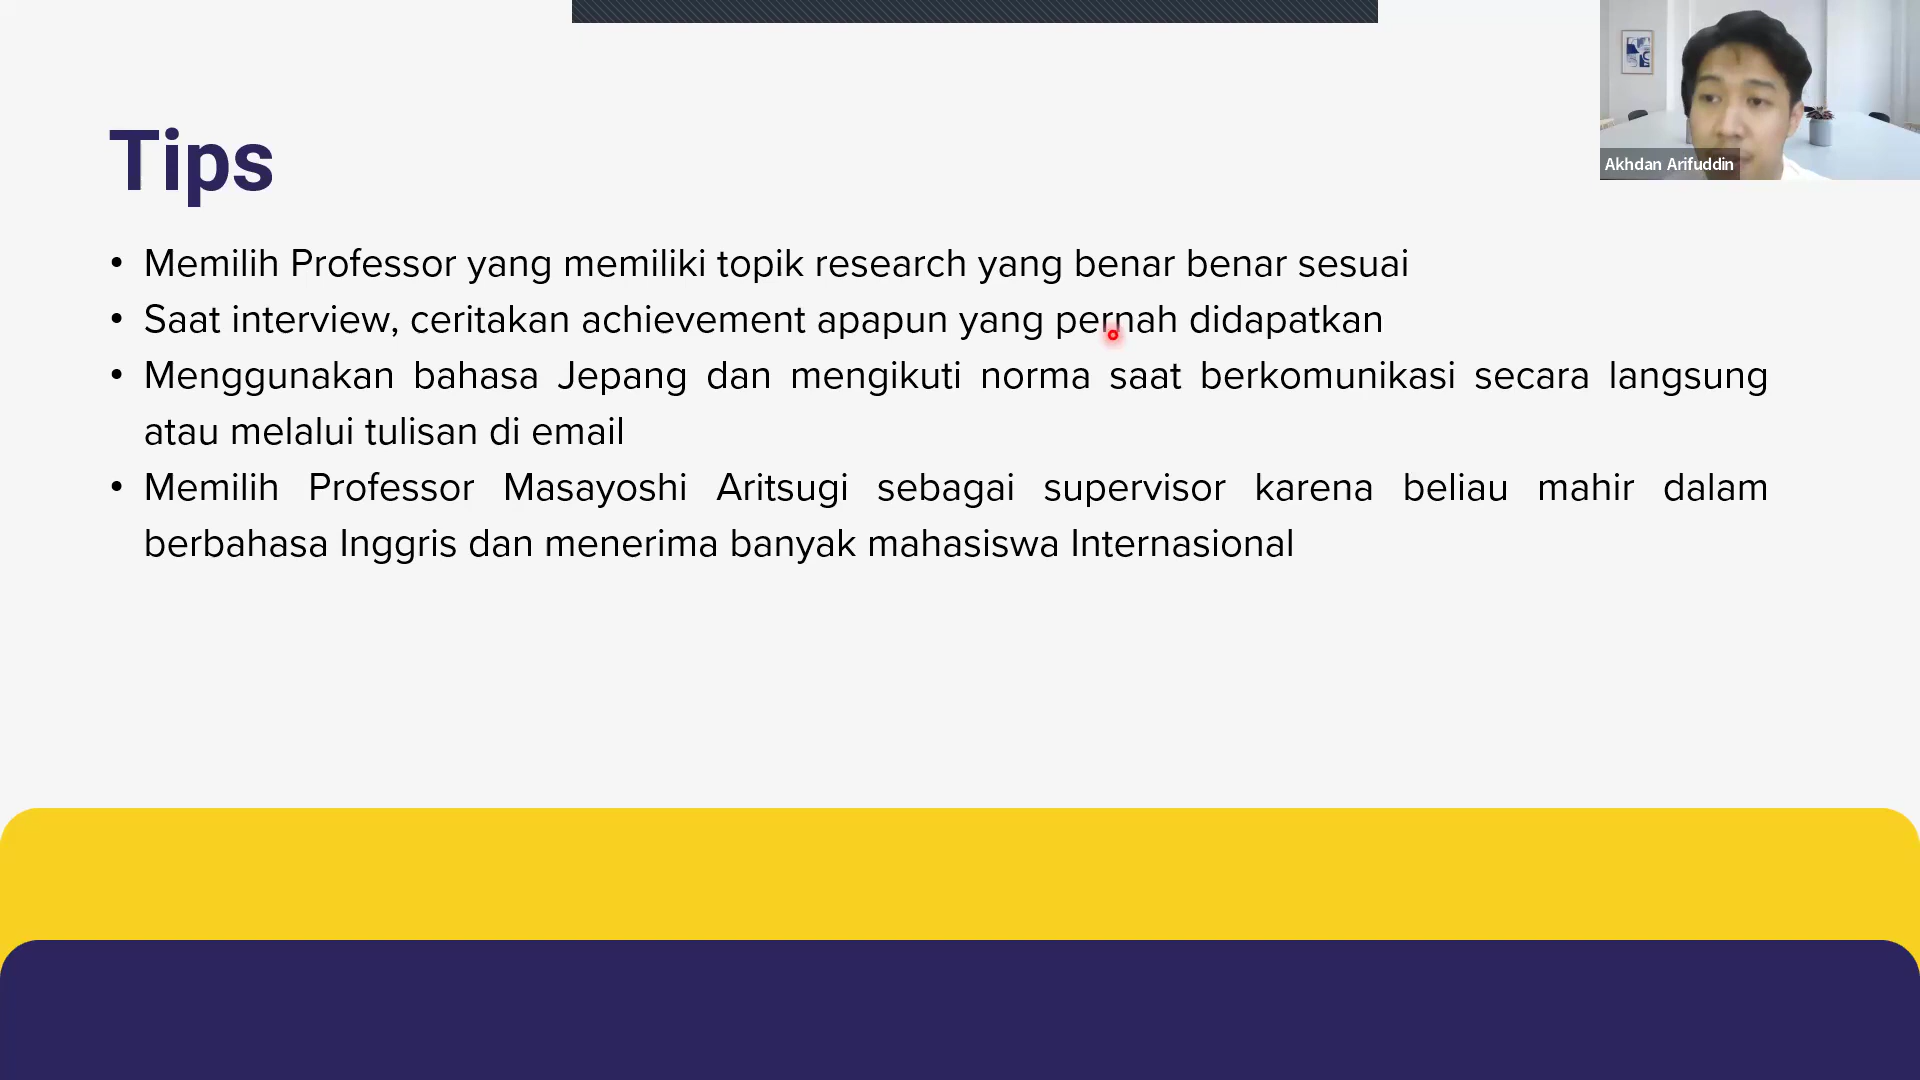 Tips
Akhdan Arifuddin
• Memilih Professor yang memiliki topik research yang benar benar sesuai
• Saat interview, ceritakan achievement apapun yang pernah didapatkan
• Menggunakan bahasa Jepang dan mengikuti norma saat berkomunikasi secara langsung
atau melalui tulisan di email
• Memilih Professor Masayoshi Aritsugi sebagai supervisor karena beliau mahir dalam
berbahasa Inggris dan menerima banyak mahasiswa Internasional